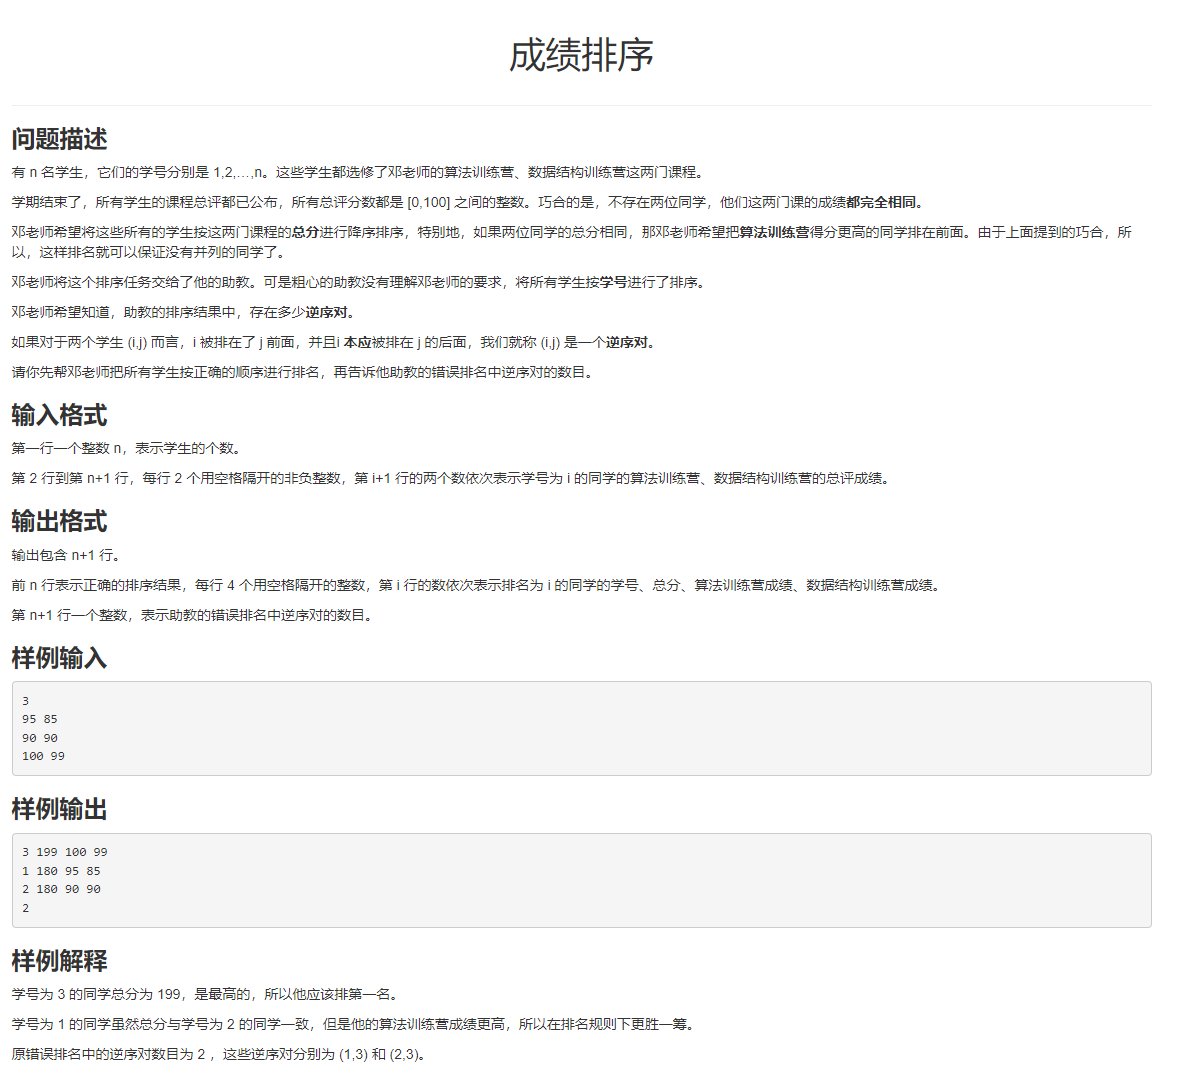 成绩排序
问题描述
有 n 名学生，它们的学号分别是 1,2,…,n。这些学生都选修了邓老师的算法训练营、数据结构训练营这两门课程。
学期结束了，所有学生的课程总评都已公布，所有总评分数都是 [0,100] 之间的整数。巧合的是，不存在两位同学，他们这两门课的成绩都完全相同。
邓老师希望将这些所有的学生按这两门课程的总分进行降序排序，特别地，如果两位同学的总分相同，那邓老师希望把算法训练营得分更高的同学排在前面。由于上面提到的巧合，所
以，这样排名就可以保证没有并列的同学了。
邓老师将这个排序任务交给了他的助教。可是粗心的助教没有理解邓老师的要求，将所有学生按学号进行了排序。
邓老师希望知道，助教的排序结果中，存在多少逆序对。
如果对于两个学生 (i,j) 而言，i 被排在了 j 前面，并且i 本应被排在 j 的后面，我们就称 (i,j) 是一个逆序对。
请你先帮邓老师把所有学生按正确的顺序进行排名，再告诉他助教的错误排名中逆序对的数目。
输入格式
第一行一个整数 n，表示学生的个数。
第 2 行到第 n+1 行，每行 2 个用空格隔开的非负整数，第 i+1 行的两个数依次表示学号为 i 的同学的算法训练营、数据结构训练营的总评成绩。
输出格式
输出包含 n+1 行。
前 n 行表示正确的排序结果，每行 4 个用空格隔开的整数，第 i 行的数依次表示排名为 i 的同学的学号、总分、算法训练营成绩、数据结构训练营成绩。
第 n+1 行一个整数，表示助教的错误排名中逆序对的数目。
样例输入
3
95 85
90 90
100 99
样例输出
3 199 100 99
1 180 95 85
2 180 90 90
2
样例解释
学号为 3 的同学总分为 199，是最高的，所以他应该排第一名。
学号为 1 的同学虽然总分与学号为 2 的同学一致，但是他的算法训练营成绩更高，所以在排名规则下更胜一筹。
原错误排名中的逆序对数目为 2 ，这些逆序对分别为 (1,3) 和 (2,3)。